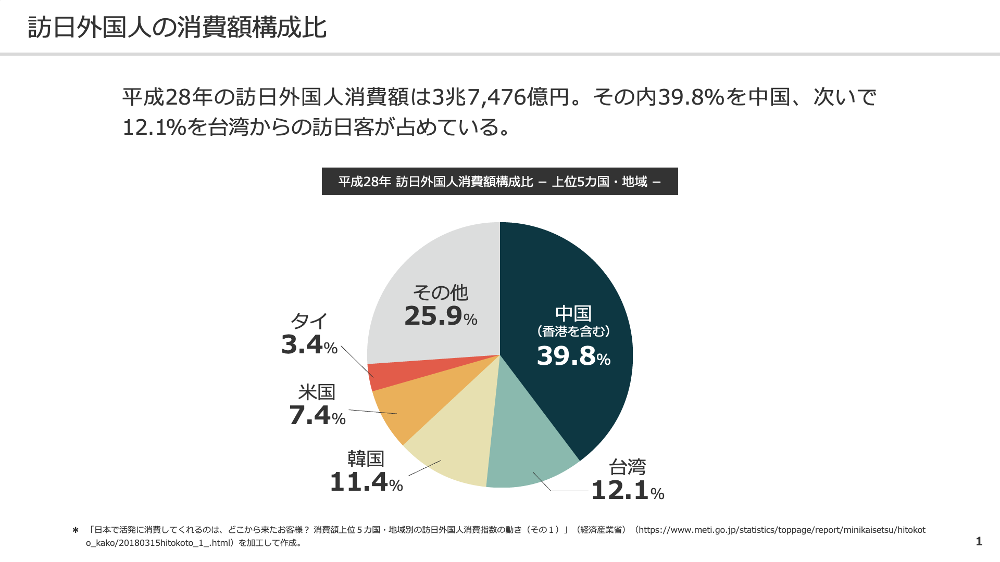 訪日外国人の消費額構成比
平成28年の訪日外国人消費額は3兆7,476億円。その内39.8%を中国、次いで
12.1%を台湾からの訪日客が占めている。
平成28年 訪日外国人消費額構成比 − 上位5カ国・地域 −
その他
25.9%
中国
（香港を含む）
39.8%
タイ
3.4%
米国
7.4%
韓国
11.4%
台湾
12.1%
＊ 「日本で活発に消費してくれるのは、どこから来たお客様？ 消費額上位５カ国・地域別の訪日外国人消費指数の動き（その１）」（経済産業省）（https://www.meti.go.jp/statistics/toppage/report/minikaisetsu/hitokot
o_kako/20180315hitokoto_1_.html）を加工して作成。
1